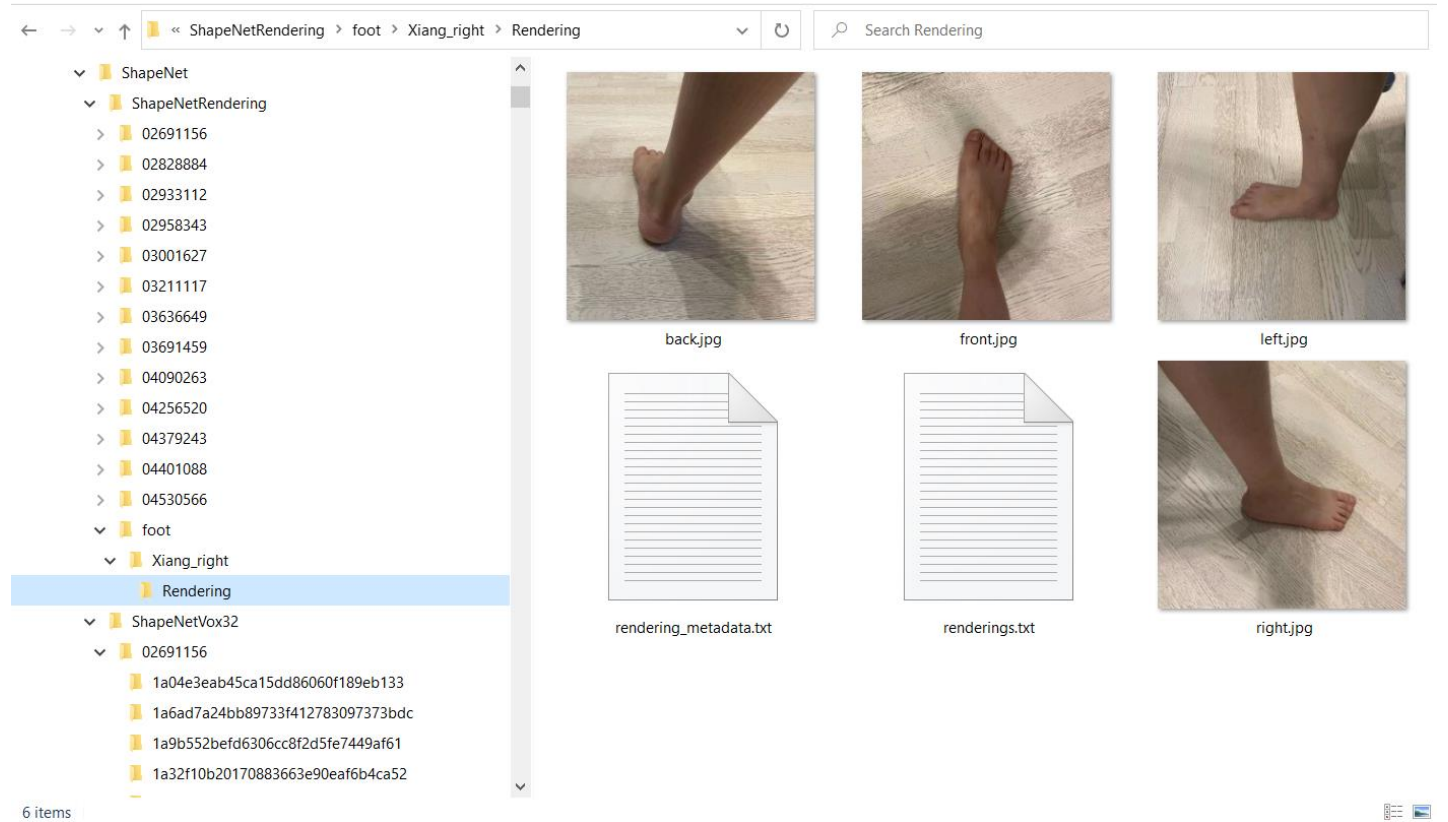 « ShapeNetRendering > foot > Xiang_right > Rendering
Search Rendering
ShapeNet
ShapeNetRendering
02691156
02828884
02933112
02958343
03001627
03211117
03636649
03691459
04090263
04256520
04379243
04401088
04530566
foot
Xiang_right
Rendering
ShapeNetVox32
02691156
1a04e3eab45ca15dd86060f189eb133
1a6ad7a24bb89733f412783097373bdc
1a9b552befd6306cc8f2d5fe7449af61
1a32f10b20170883663e90eaf6b4ca52
back.jpg
front.jpg
left.jpg
rendering_metadata.txt
renderings.txt
right.jpg
6 items